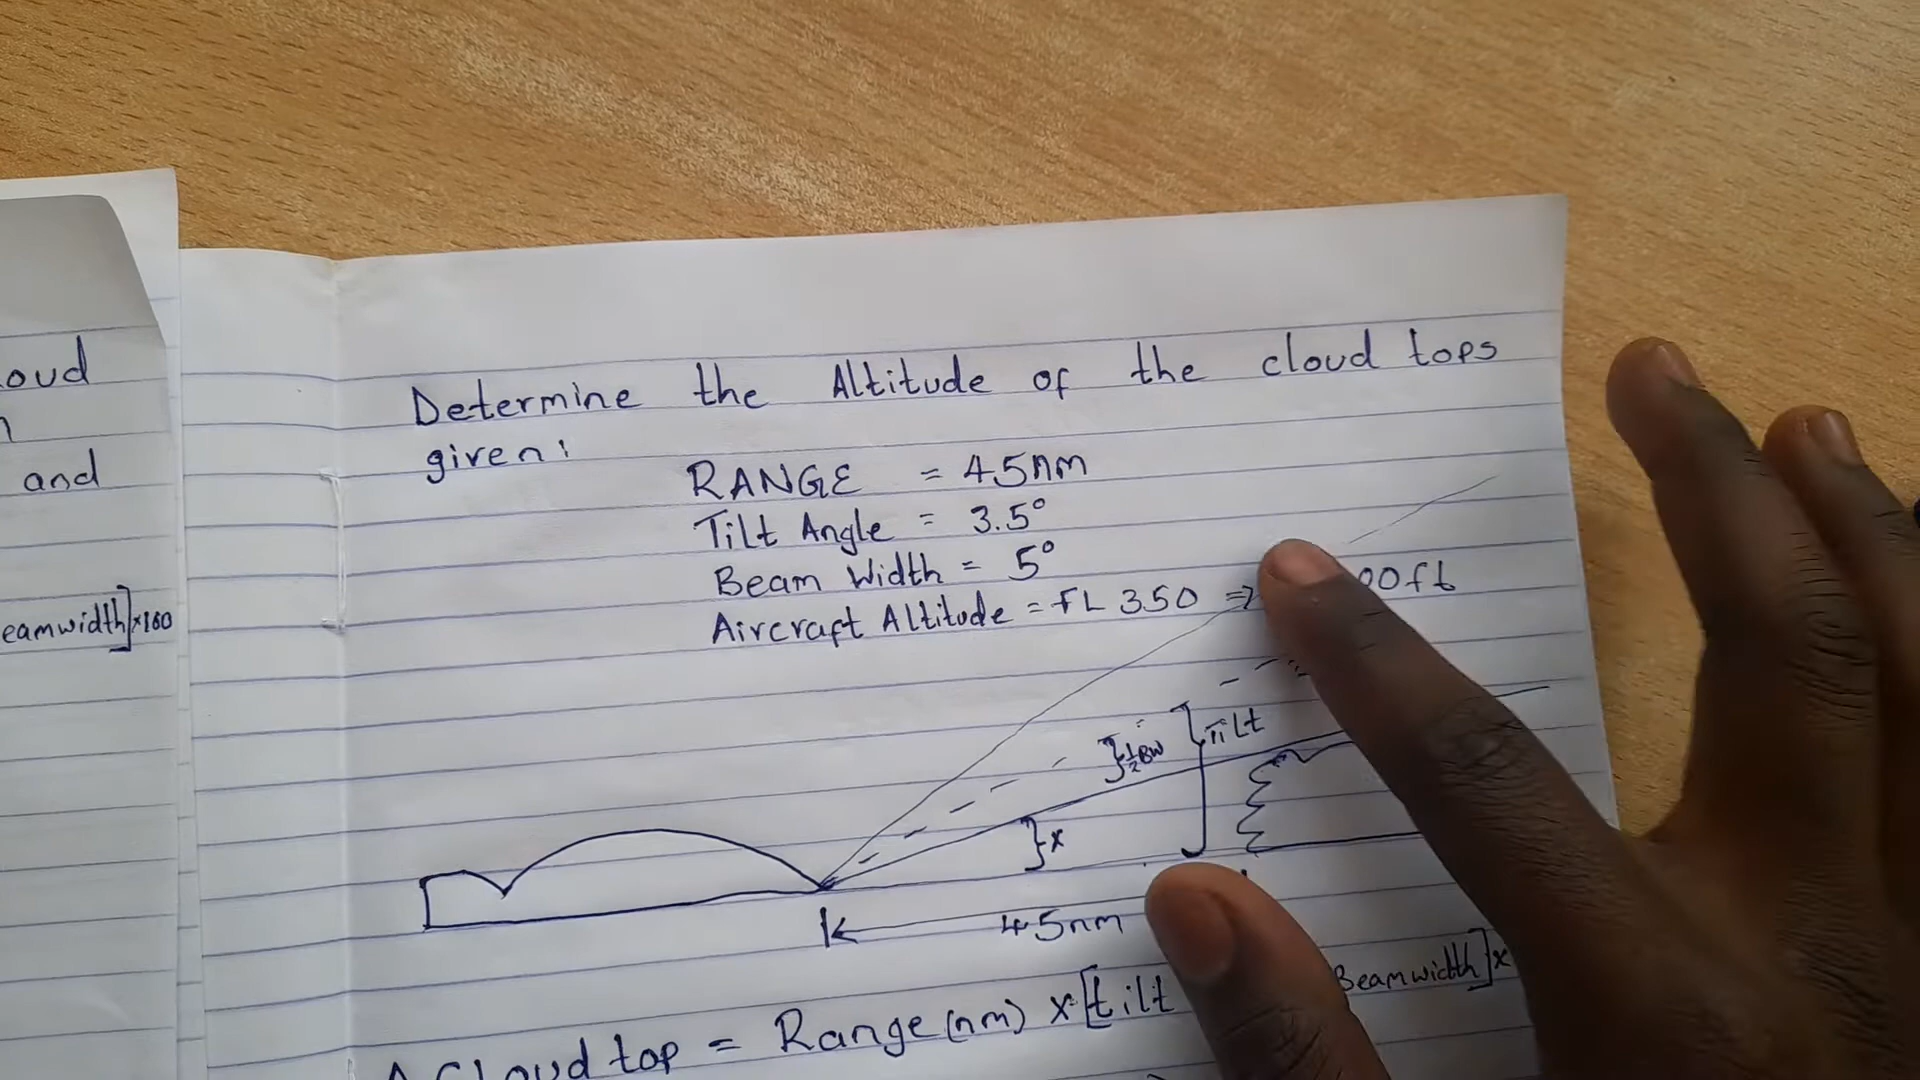 oud
and
eamwidth]×100
Determine the Altitude of the cloud tops
given:
RANGE = 45nm
Tilt Angle = 3.5°
Beam Width = 5°
Aircraft Altitude = FL 350 ⇒ 00ft
}½BW ] Tilt
}x
45nm
Beamwidth]×
Cloud top = Range(nm) × [tilt